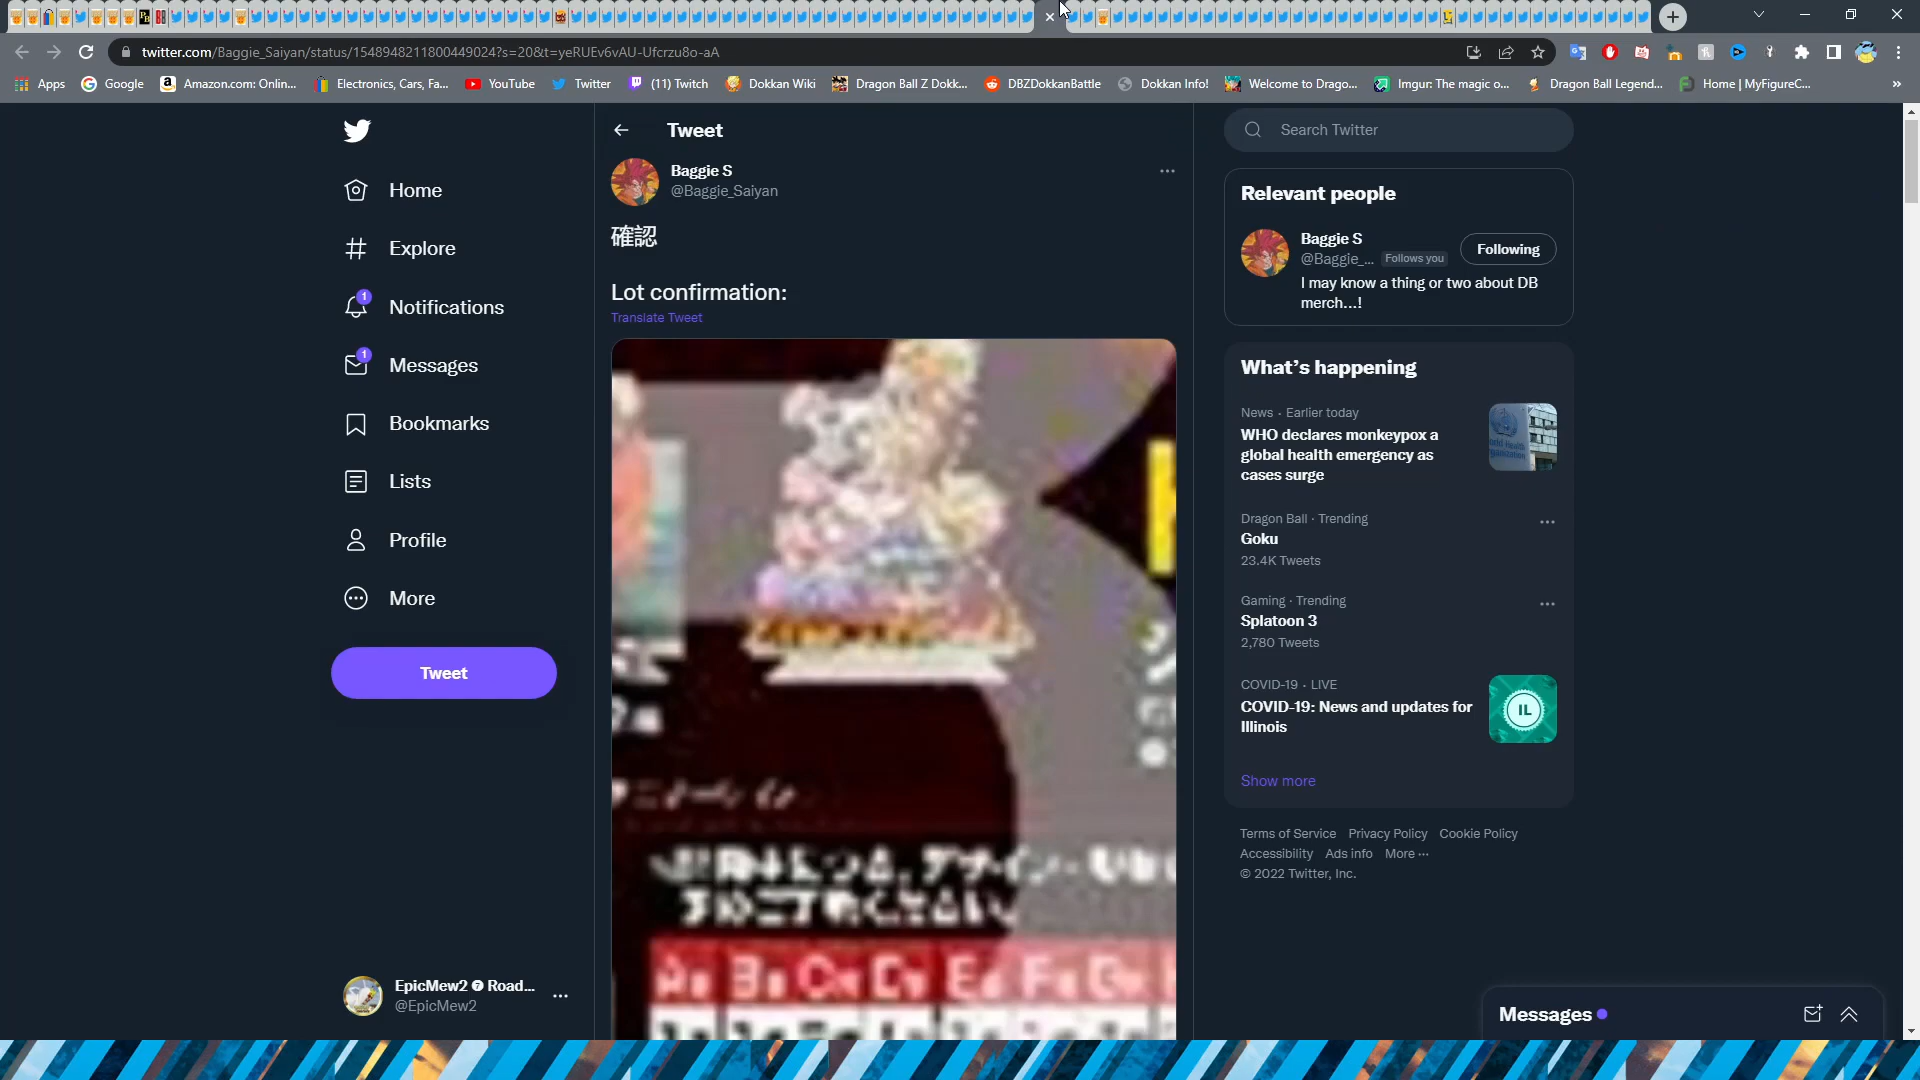 twitter.com/Baggie_Saiyan/status/1548948211800449024?s=20&t=yeRUEv6vAU-Ufcrzu8o-aA
Apps
Google
Amazon.com: Onlin...
Electronics, Cars, Fa...
YouTube
Twitter
(11) Twitch
Dokkan Wiki
Dragon Ball Z Dokk...
DBZDokkanBattle
Dokkan Info!
Welcome to Drago...
Imgur: The magic o...
Dragon Ball Legend...
Home | MyFigureC...
»
Home
Explore
1
Notifications
1
Messages
Bookmarks
Lists
Profile
More
Tweet
EpicMew2 Road...
@EpicMew2
Tweet
Baggie S
@Baggie_Saiyan
確認
Lot confirmation:
Translate Tweet
Search Twitter
Relevant people
Baggie S
@Baggie_... Follows you
Following
I may know a thing or two about DB
merch...!
What's happening
News · Earlier today
WHO declares monkeypox a
global health emergency as
cases surge
Dragon Ball · Trending
Goku
23.4K Tweets
Gaming · Trending
Splatoon 3
2,780 Tweets
COVID-19 · LIVE
COVID-19: News and updates for
Illinois
IL
Show more
Terms of Service Privacy Policy Cookie Policy
Accessibility Ads info More ...
© 2022 Twitter, Inc.
Messages